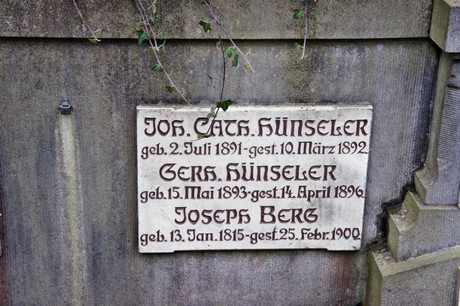 Joh. Cath. Hünseler
geb. 2. Juli 1891-gest. 10. März 1892.
Gerh. Hünseler
geb. 15. Mai 1893-gest. 14. April 1896.
Joseph Berg
geb. 13. Jan. 1815-gest. 25. Febr. 1900.